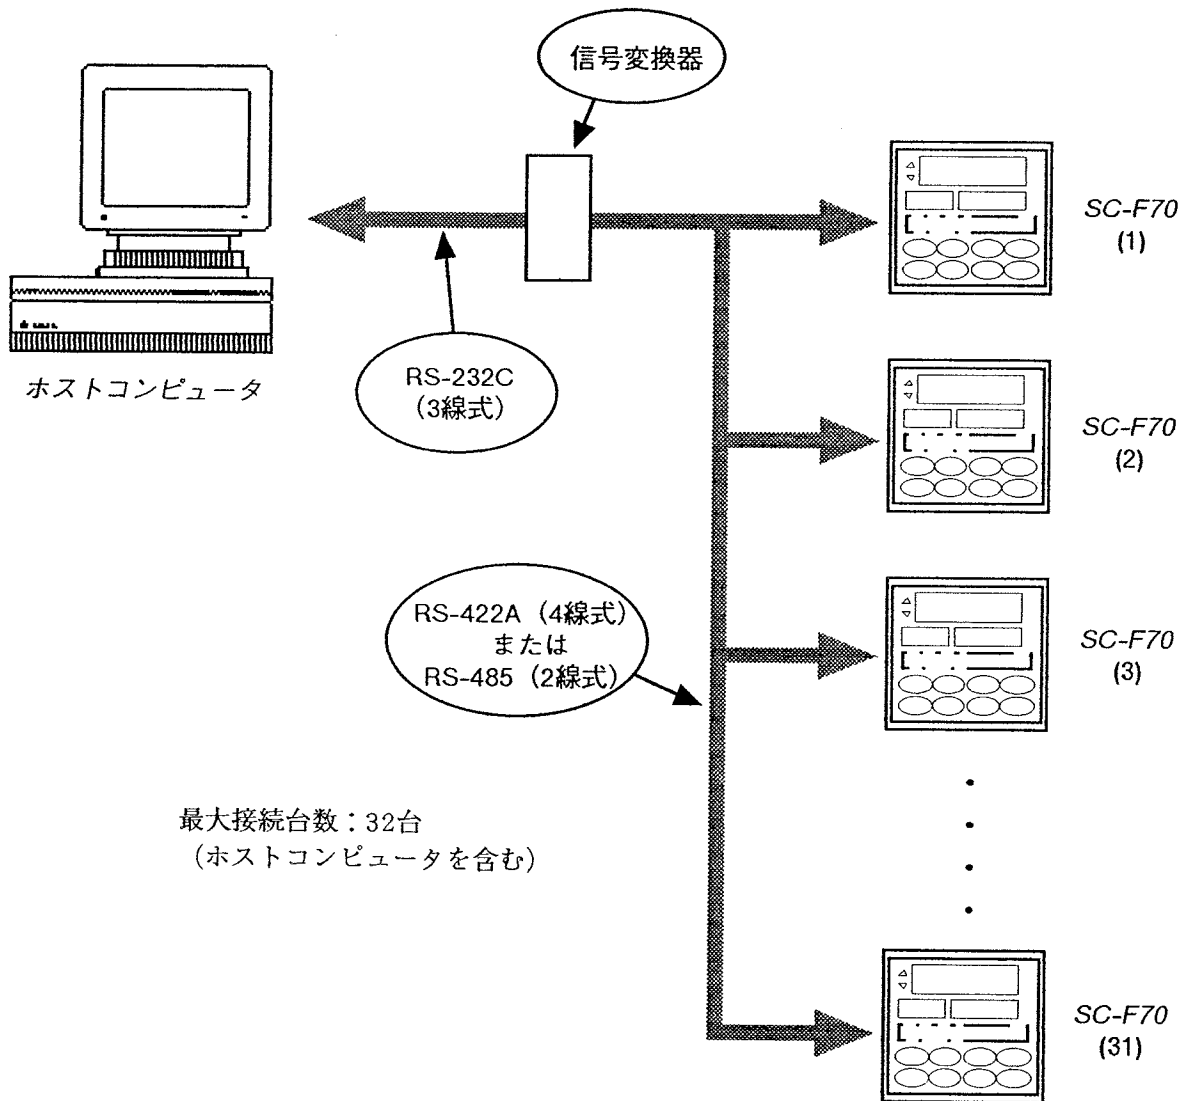 信号変換器
SC-F70
(1)
ホストコンピュータ
RS-232C
(3線式)
SC-F70
(2)
RS-422A (4線式)
または
RS-485 (2線式)
SC-F70
(3)
最大接続台数：32台
(ホストコンピュータを含む)
SC-F70
(31)